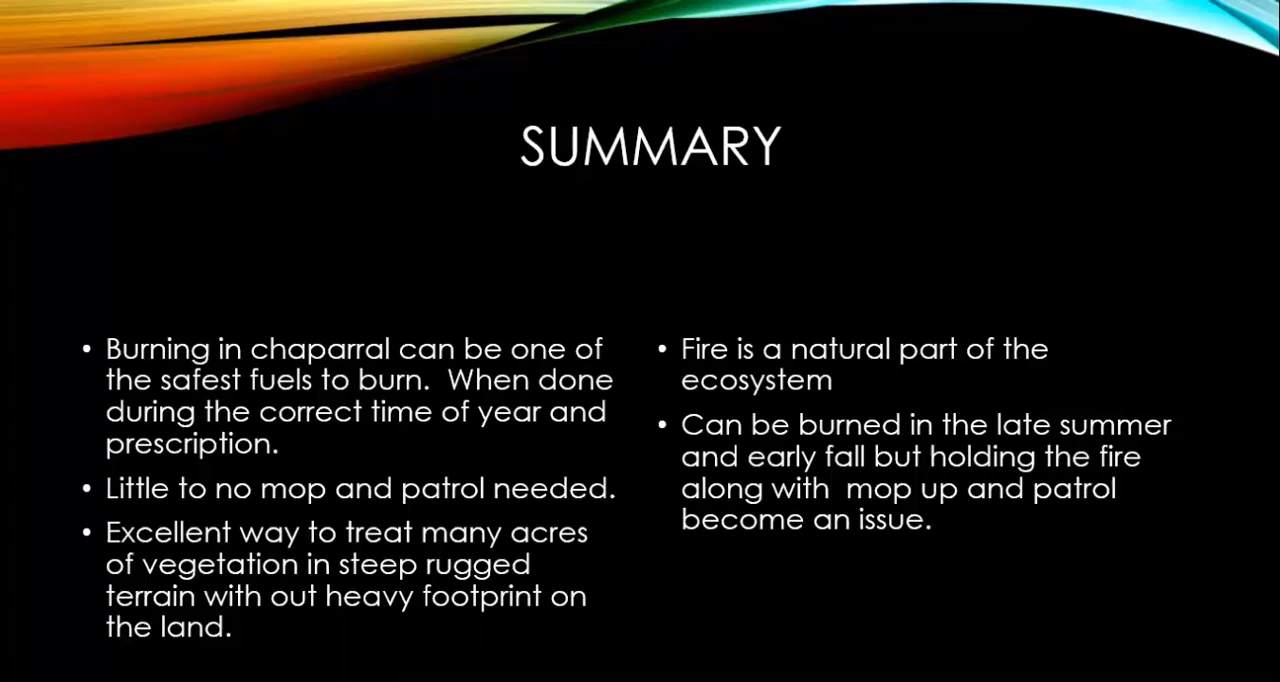 SUMMARY
• Burning in chaparral can be one of
the safest fuels to burn.  When done
during the correct time of year and
prescription.
• Little to no mop and patrol needed.
• Excellent way to treat many acres
of vegetation in steep rugged
terrain with out heavy footprint on
the land.
• Fire is a natural part of the
ecosystem
• Can be burned in the late summer
and early fall but holding the fire
along with  mop up and patrol
become an issue.